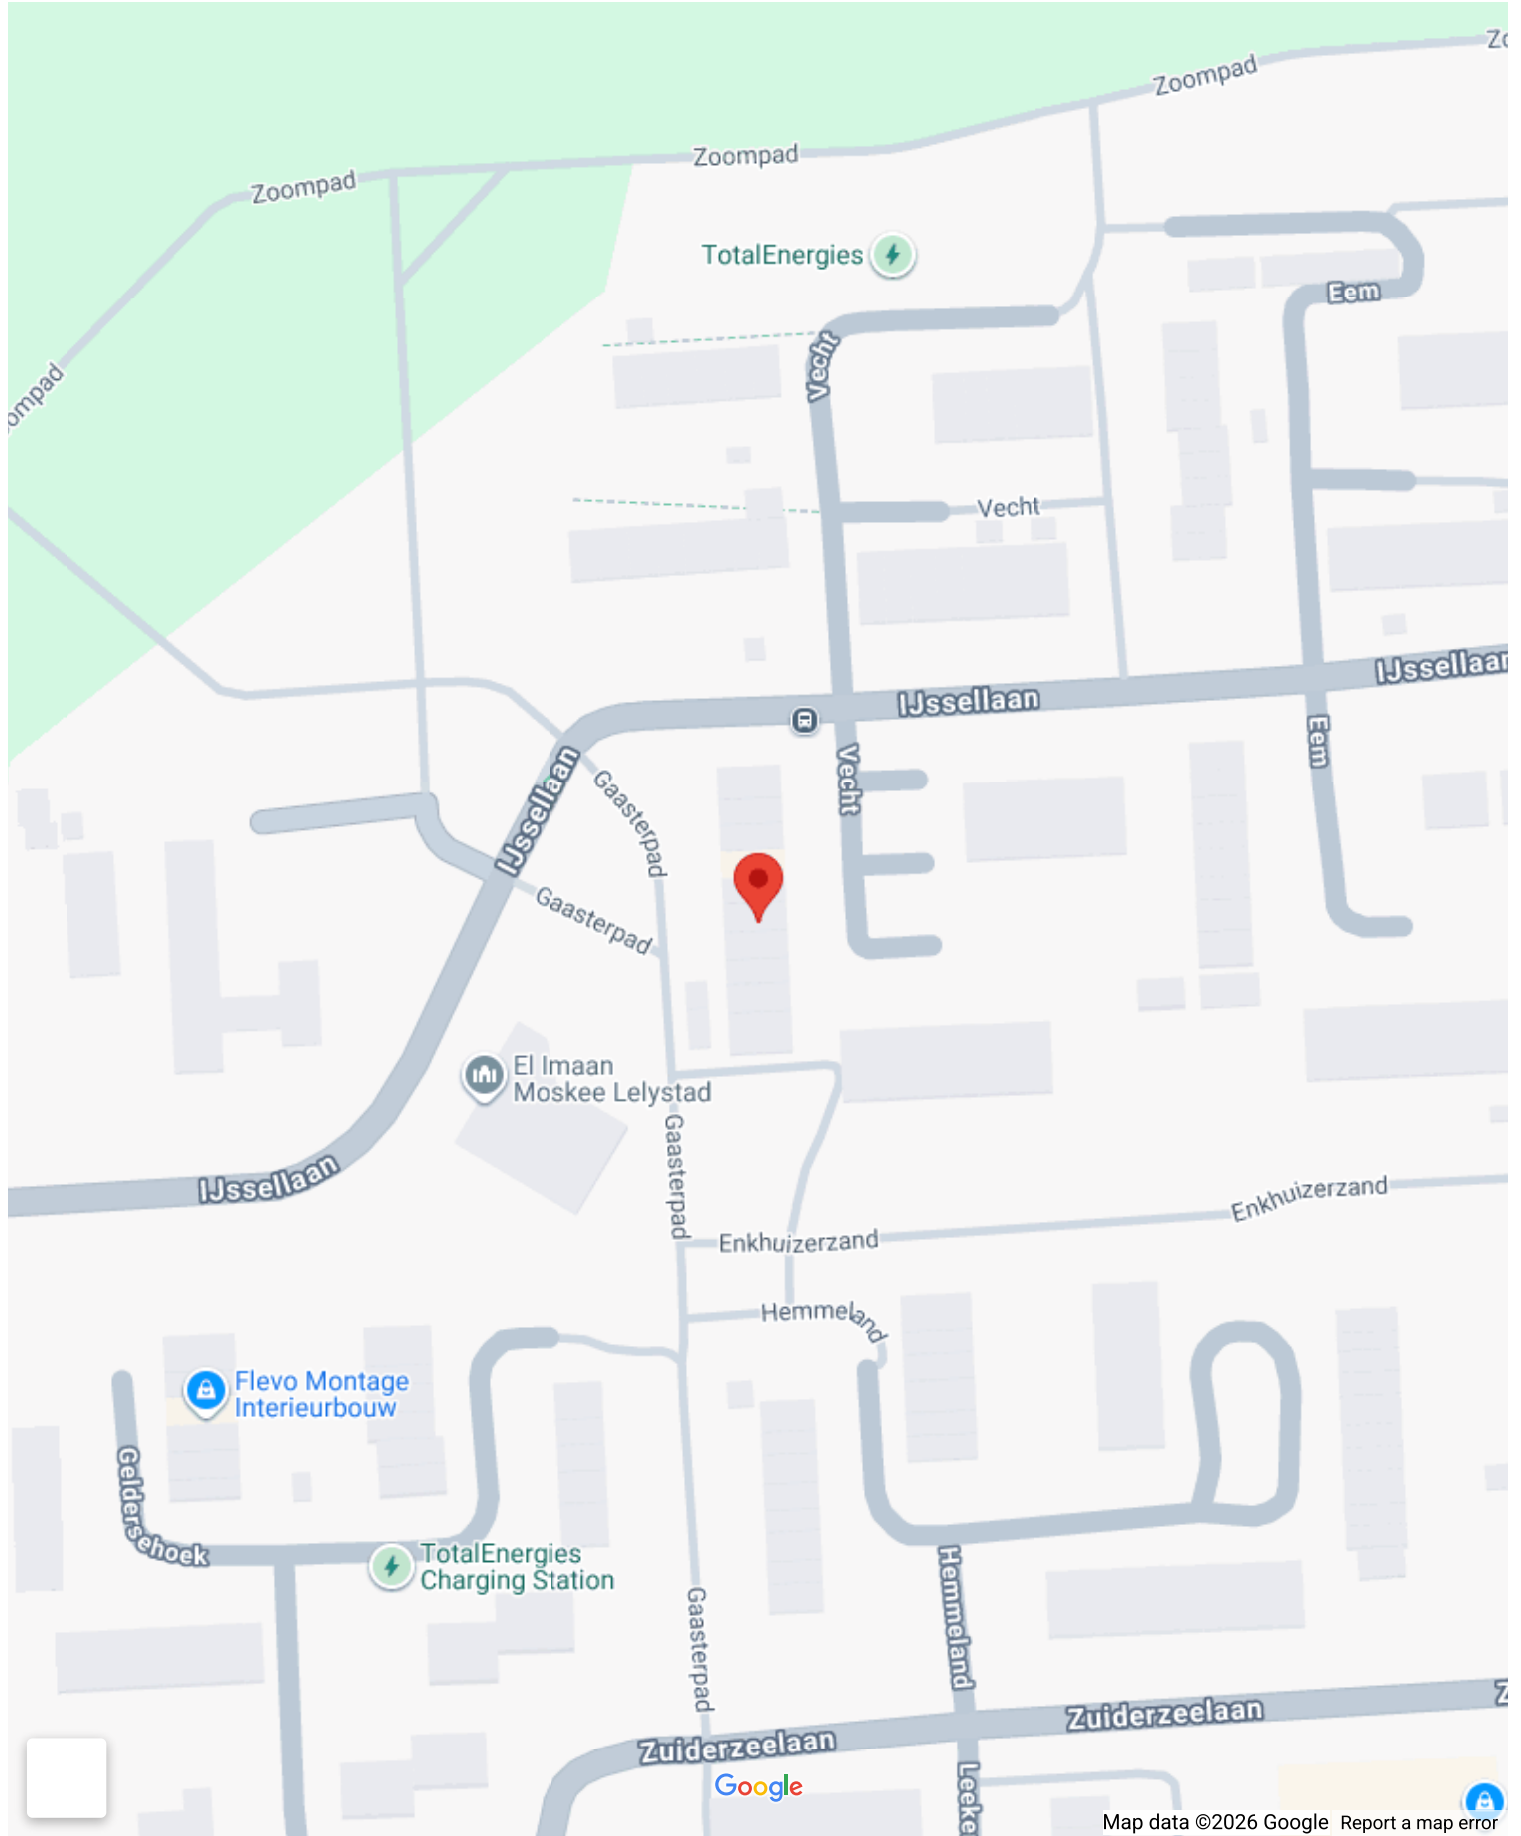 Zoompad
Zoompad
Zoompad
TotalEnergies
Eem
Vecht
Vecht
IJssellaan
IJssellaan
Eem
Vecht
IJssellaan
Gaasterpad
Gaasterpad
El Imaan
Moskee Lelystad
Gaasterpad
IJssellaan
Enkhuizerzand
Enkhuizerzand
Hemmeland
Flevo Montage
Interieurbouw
Geldersehoek
TotalEnergies
Charging Station
Hemmeland
Gaasterpad
Zuiderzeelaan
Zuiderzeelaan
Google
Map data ©2026 Google
Report a map error